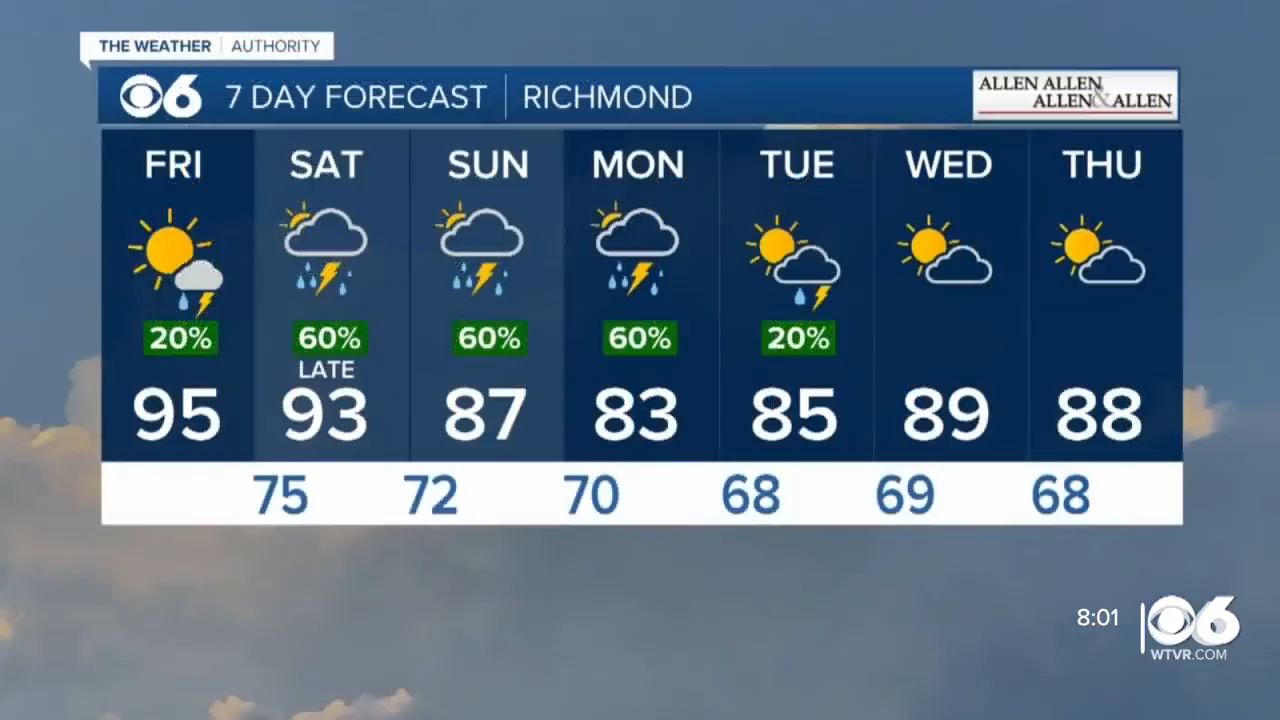 THE WEATHER AUTHORITY
6 7 DAY FORECAST RICHMOND
ALLEN ALLEN
ALLEN & ALLEN
FRI SAT SUN MON TUE WED THU
20% 60% 60% 60% 20%
LATE
95 93 87 83 85 89 88
75 72 70 68 69 68
8:01
6
WTVR.COM